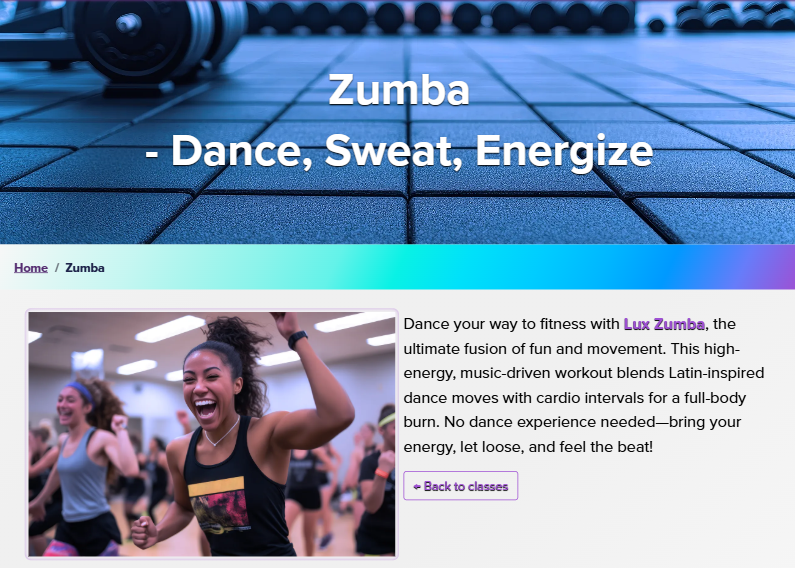 Zumba
- Dance, Sweat, Energize
Home / Zumba
Dance your way to fitness with Lux Zumba, the
ultimate fusion of fun and movement. This high-
energy, music-driven workout blends Latin-inspired
dance moves with cardio intervals for a full-body
burn. No dance experience needed—bring your
energy, let loose, and feel the beat!
← Back to classes